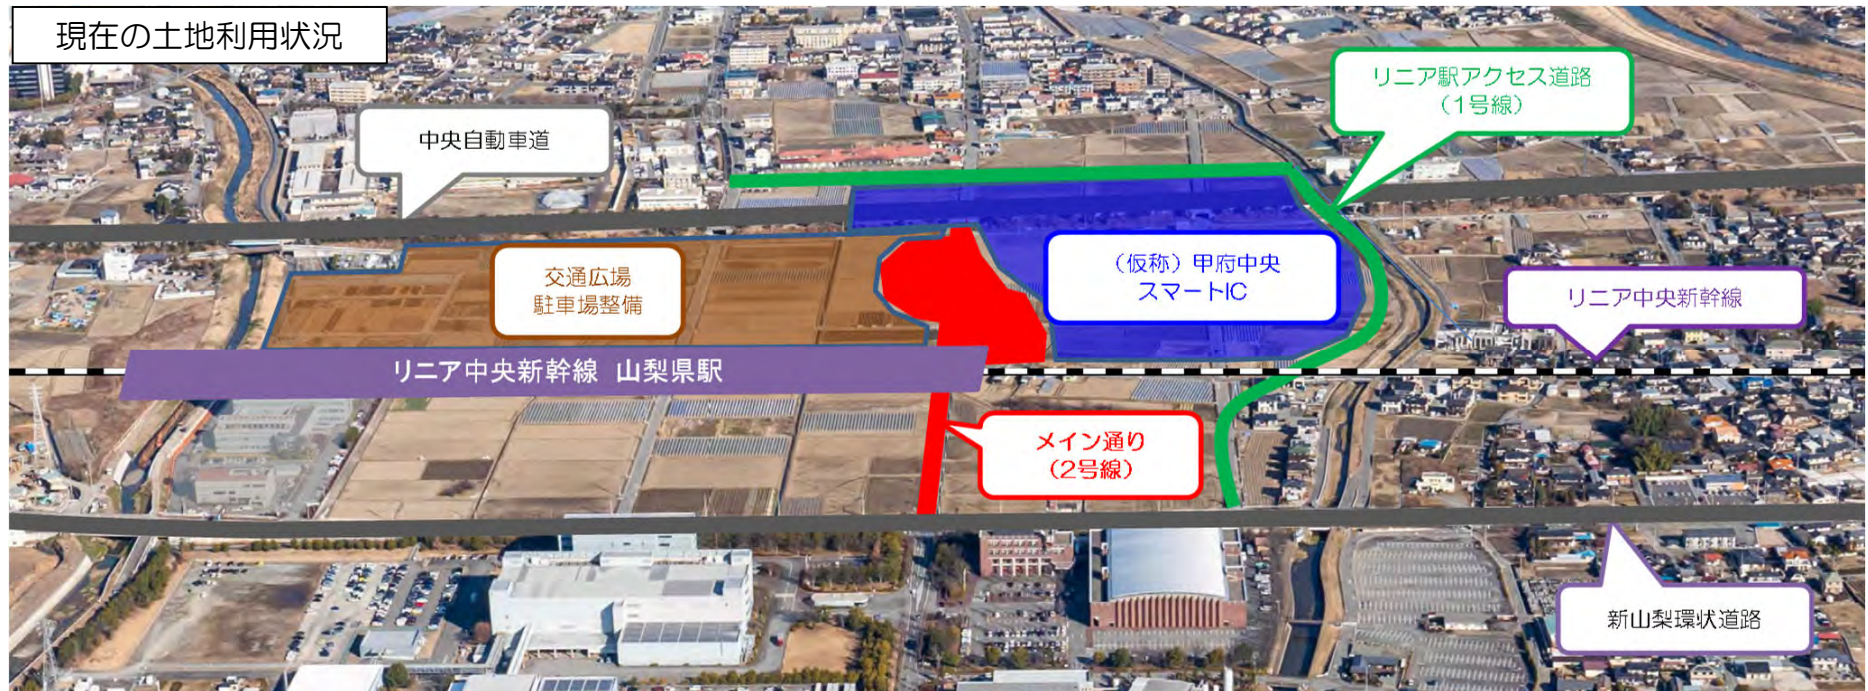 現在の土地利用状況
リニア駅アクセス道路
（1号線）
中央自動車道
（仮称）甲府中央
スマートIC
交通広場
駐車場整備
リニア中央新幹線
リニア中央新幹線 山梨県駅
メイン通り
（2号線）
新山梨環状道路